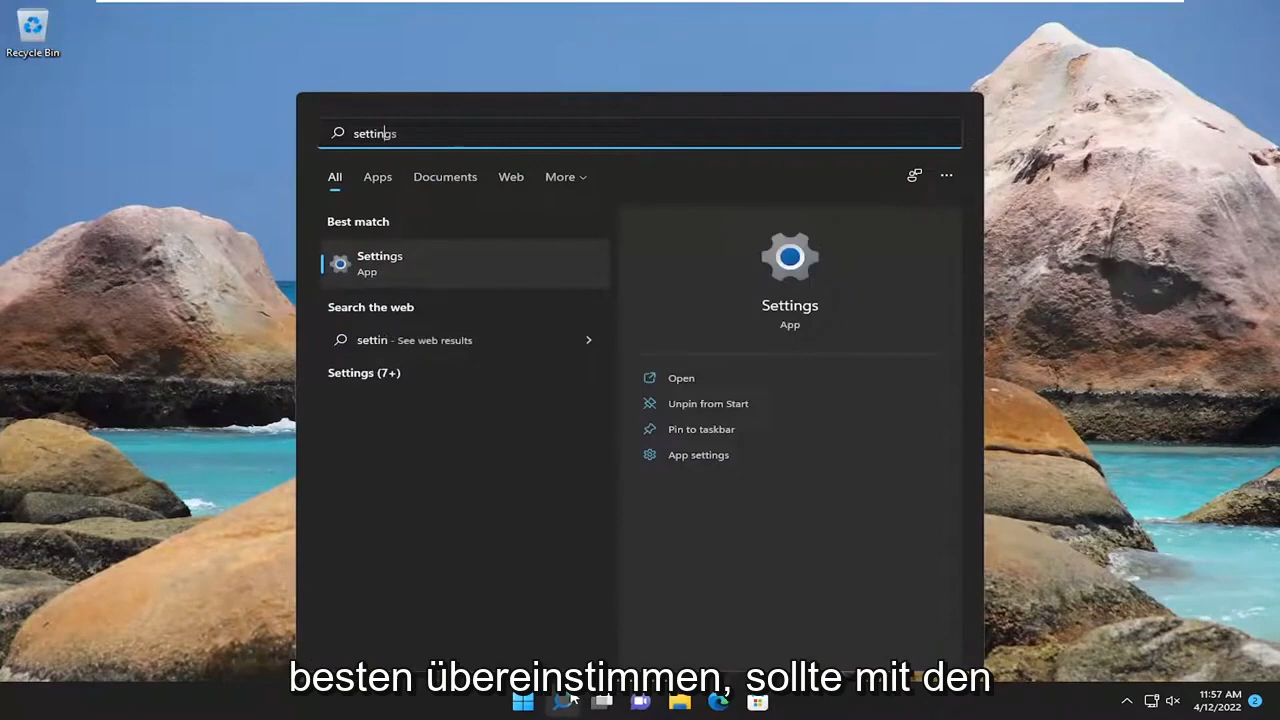 Recycle Bin
settings
All Apps Documents Web More
Best match
Settings
App
Search the web
settin - See web results
Settings (7+)
Settings
App
Open
Unpin from Start
Pin to taskbar
App settings
besten übereinstimmen, sollte mit den
11:57 AM
4/12/2022
2